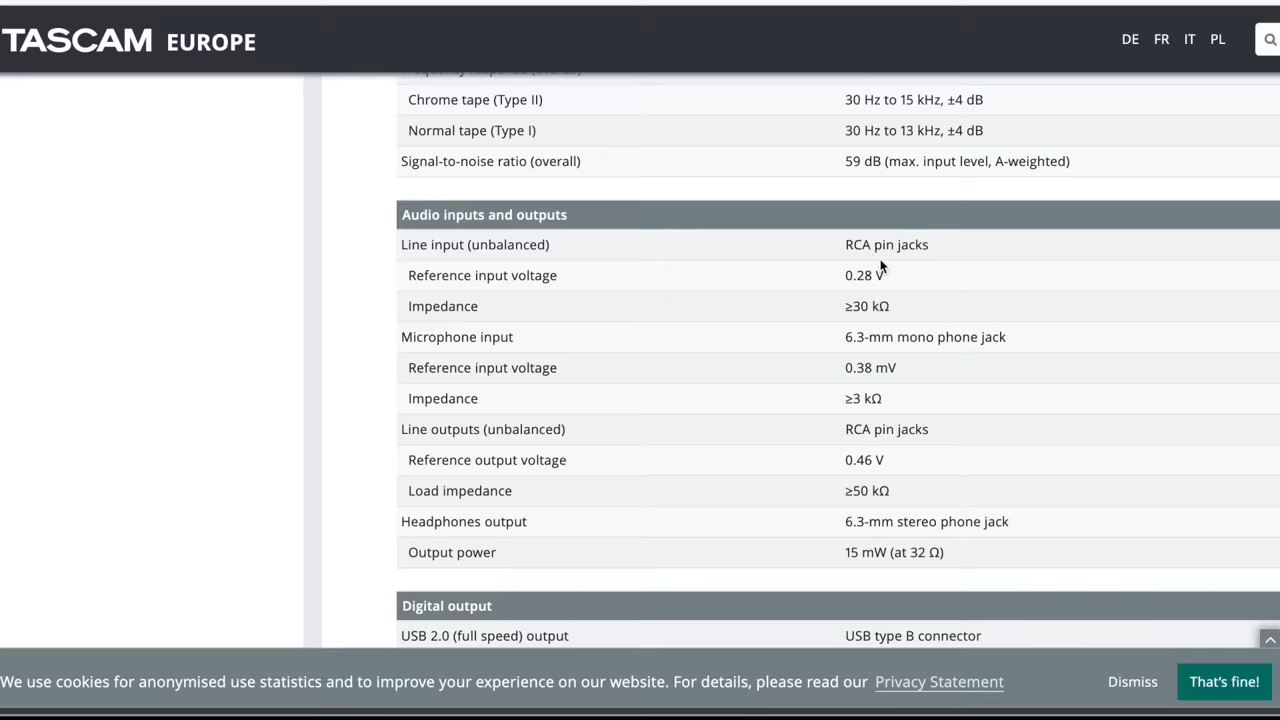 TASCAM EUROPE DE FR IT PL
Chrome tape (Type II) 30 Hz to 15 kHz, ±4 dB
Normal tape (Type I) 30 Hz to 13 kHz, ±4 dB
Signal-to-noise ratio (overall) 59 dB (max. input level, A-weighted)
Audio inputs and outputs
Line input (unbalanced) RCA pin jacks
Reference input voltage 0.28 V
Impedance ≥30 kΩ
Microphone input 6.3-mm mono phone jack
Reference input voltage 0.38 mV
Impedance ≥3 kΩ
Line outputs (unbalanced) RCA pin jacks
Reference output voltage 0.46 V
Load impedance ≥50 kΩ
Headphones output 6.3-mm stereo phone jack
Output power 15 mW (at 32 Ω)
Digital output
USB 2.0 (full speed) output USB type B connector
We use cookies for anonymised use statistics and to improve your experience on our website. For details, please read our Privacy Statement Dismiss That's fine!